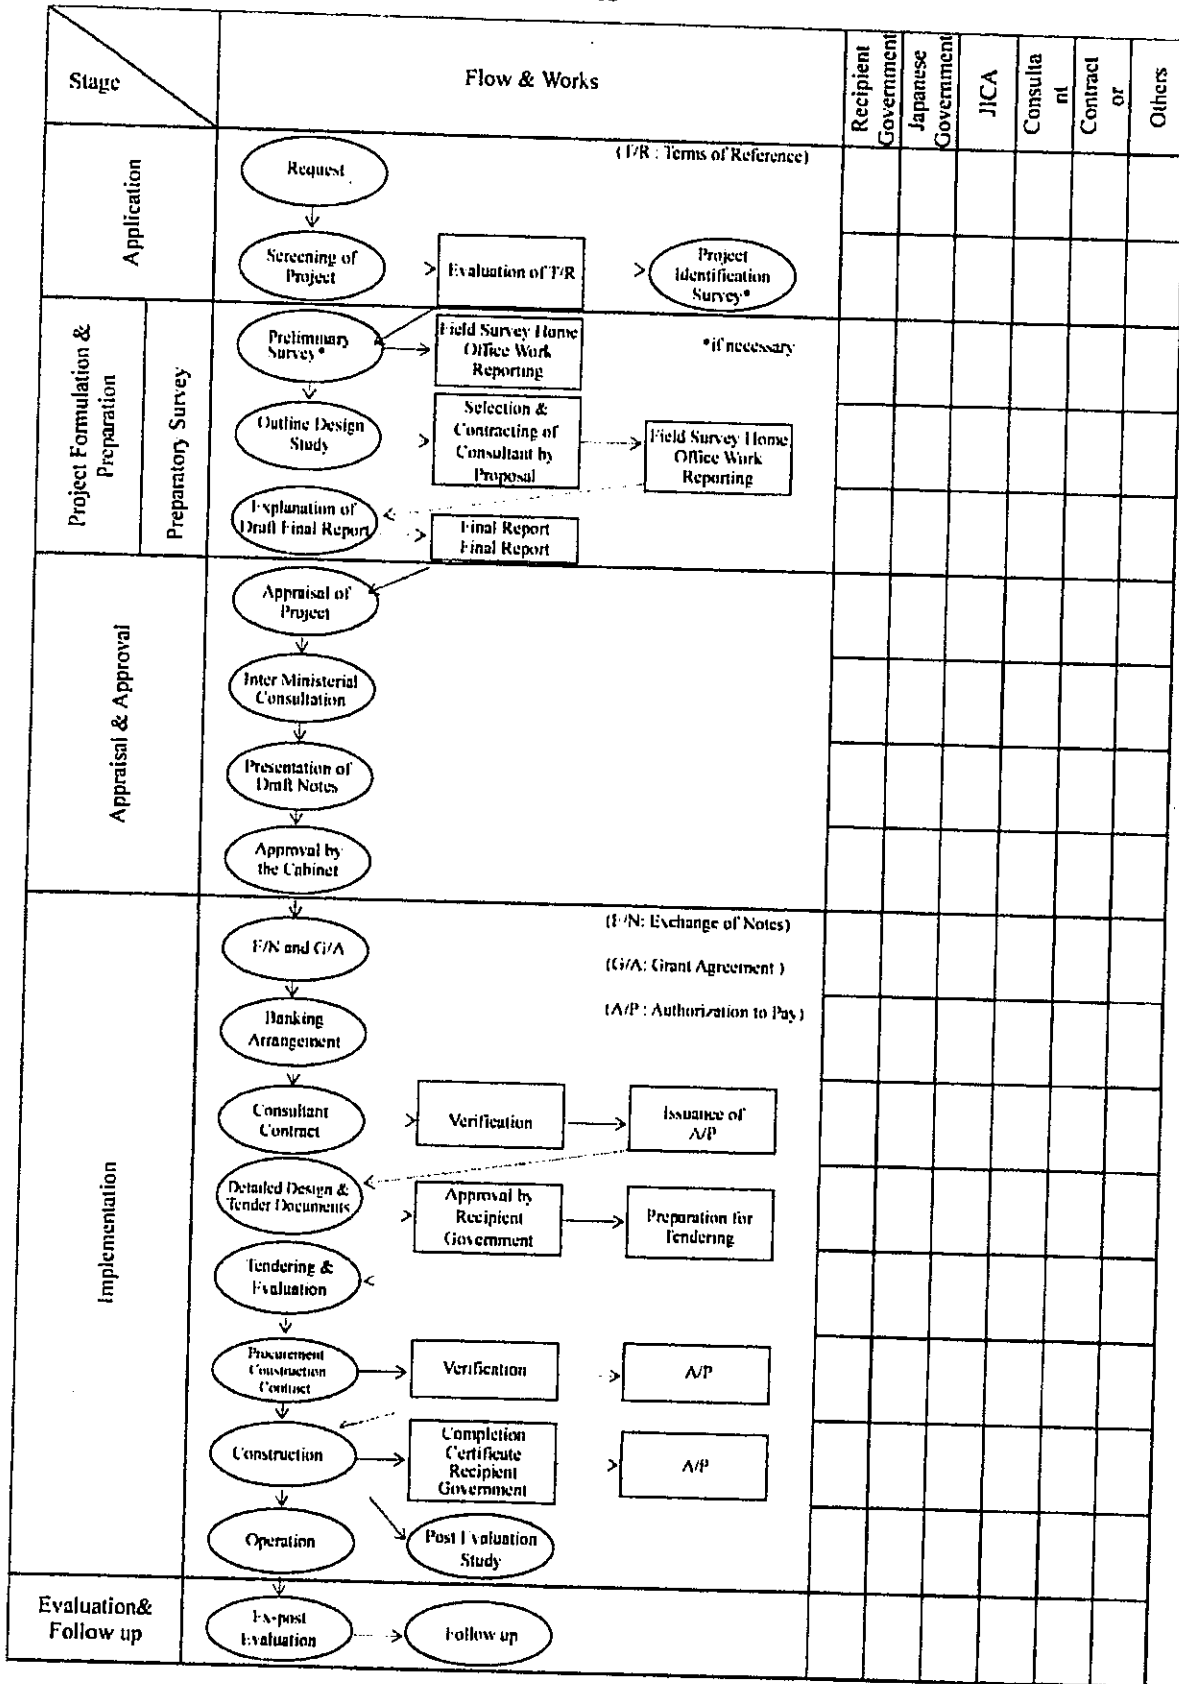 Stage
Flow & Works
Recipient
Government
Japanese
Government
JICA
Consulta
nt
Contract
or
Others
Application
Request
(T/R : Terms of Reference)
Screening of
Project
Evaluation of T/R
Project
Identification
Survey*
Project Formulation &
Preparation
Preparatory Survey
Preliminary
Survey*
Field Survey Home
Office Work
Reporting
*if necessary
Outline Design
Study
Selection &
Contracting of
Consultant by
Proposal
Field Survey Home
Office Work
Reporting
Explanation of
Draft Final Report
Final Report
Final Report
Appraisal & Approval
Appraisal of
Project
Inter Ministerial
Consultation
Presentation of
Draft Notes
Approval by
the Cabinet
Implementation
E/N and G/A
(E/N: Exchange of Notes)
(G/A: Grant Agreement )
Banking
Arrangement
(A/P : Authorization to Pay)
Consultant
Contract
Verification
Issuance of
A/P
Detailed Design &
Tender Documents
Approval by
Recipient
Government
Preparation for
Tendering
Tendering &
Evaluation
Procurement
Construction
Contract
Verification
A/P
Construction
Completion
Certificate
Recipient
Government
A/P
Operation
Post Evaluation
Study
Evaluation&
Follow up
Ex-post
Evaluation
Follow up